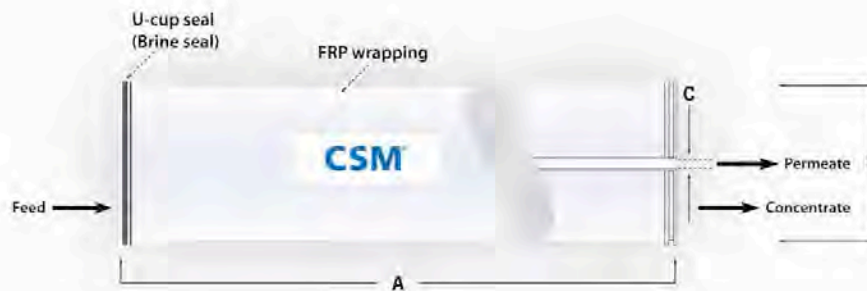 U-cup seal
(Brine seal)
FRP wrapping
C
CSM
Permeate
Feed
Concentrate
A